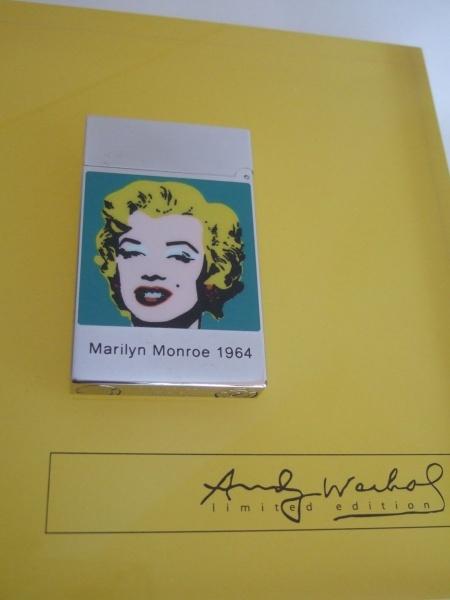 Marilyn Monroe 1964
Andy Warhol
limited edition